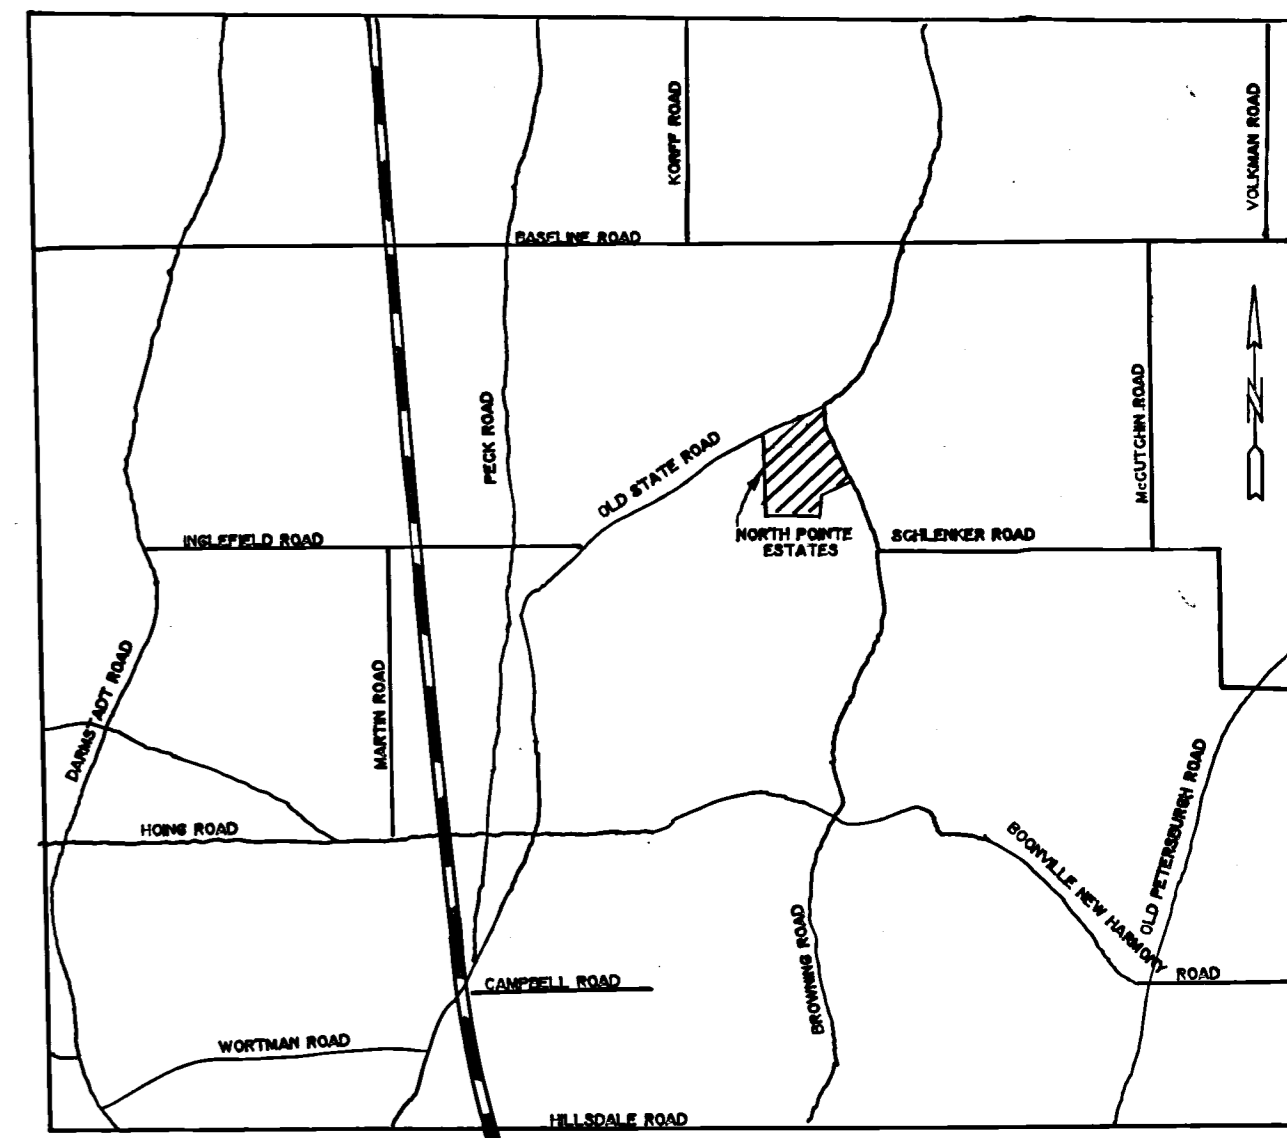 KORFF ROAD
VOLKMAN ROAD
BASELINE ROAD
PECK ROAD
McCUTCHIN ROAD
N
OLD STATE ROAD
INGLEFIELD ROAD
NORTH POINTE
ESTATES
SCHLENKER ROAD
DARMSTADT ROAD
MARTIN ROAD
OLD PETERSBURGH ROAD
HOING ROAD
BOONVILLE NEW HARMONY ROAD
BROWNING ROAD
CAMPBELL ROAD
WORTMAN ROAD
HILLSDALE ROAD